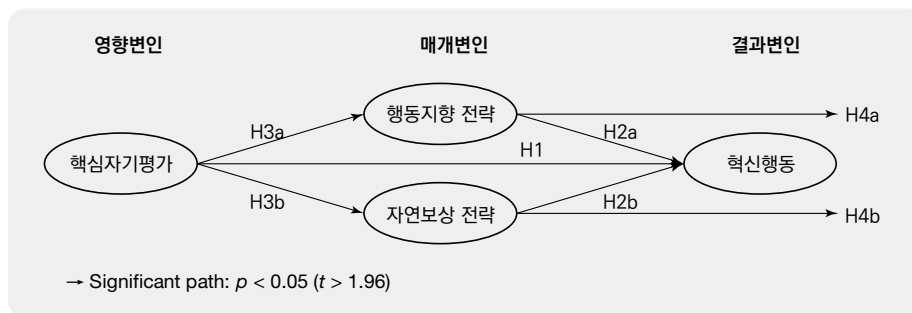 영향변인 매개변인 결과변인
행동지향 전략
H4a
H3a
H2a
H1
핵심자기평가
혁신행동
H3b
H2b
자연보상 전략
H4b
→ Significant path: p < 0.05 (t > 1.96)